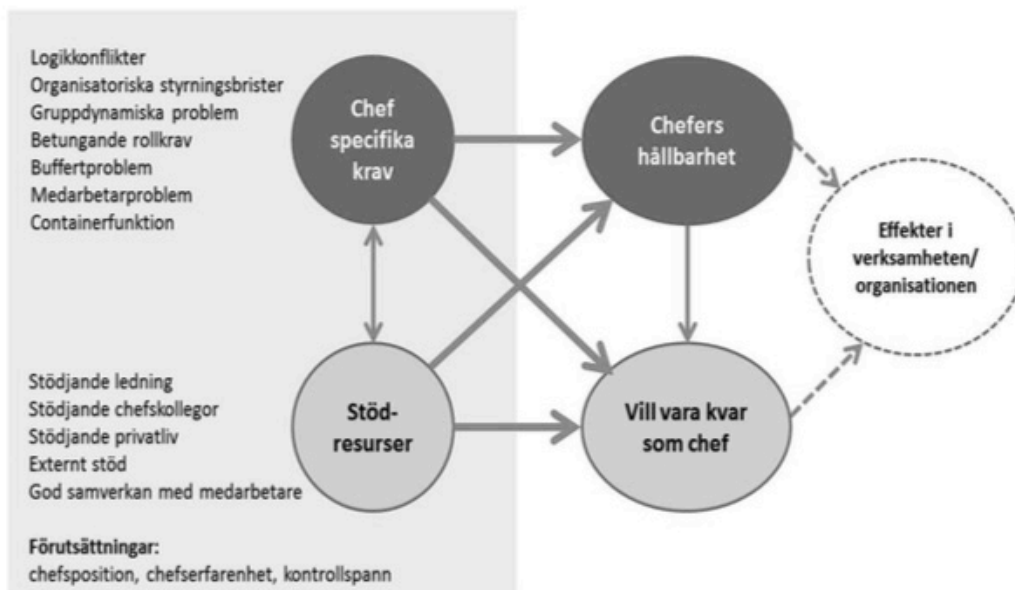 Logikkonflikter
Organisatoriska styrningsbrister
Gruppdynamiska problem
Betungande rollkrav
Buffertproblem
Medarbetarproblem
Containerfunktion
Chef
specifika
krav
Chefers
hållbarhet
Effekter i
verksamheten/
organisationen
Stödjande ledning
Stödjande chefskollegor
Stödjande privatliv
Externt stöd
God samverkan med medarbetare
Stöd-
resurser
Vill vara kvar
som chef
Förutsättningar:
chefsposition, chefserfarenhet, kontrollspann